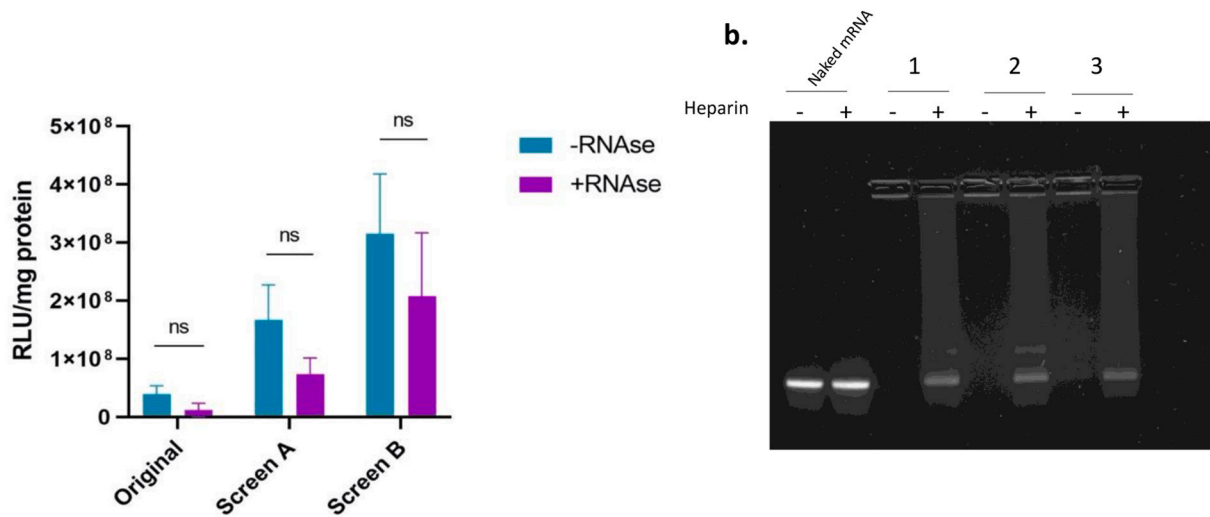 5×10⁸
4×10⁸
3×10⁸
2×10⁸
1×10⁸
0
RLU/mg protein
ns
ns
ns
Original
Screen A
Screen B
-RNAse
+RNAse
b.
Naked mRNA
1
2
3
Heparin - + - + - + - +